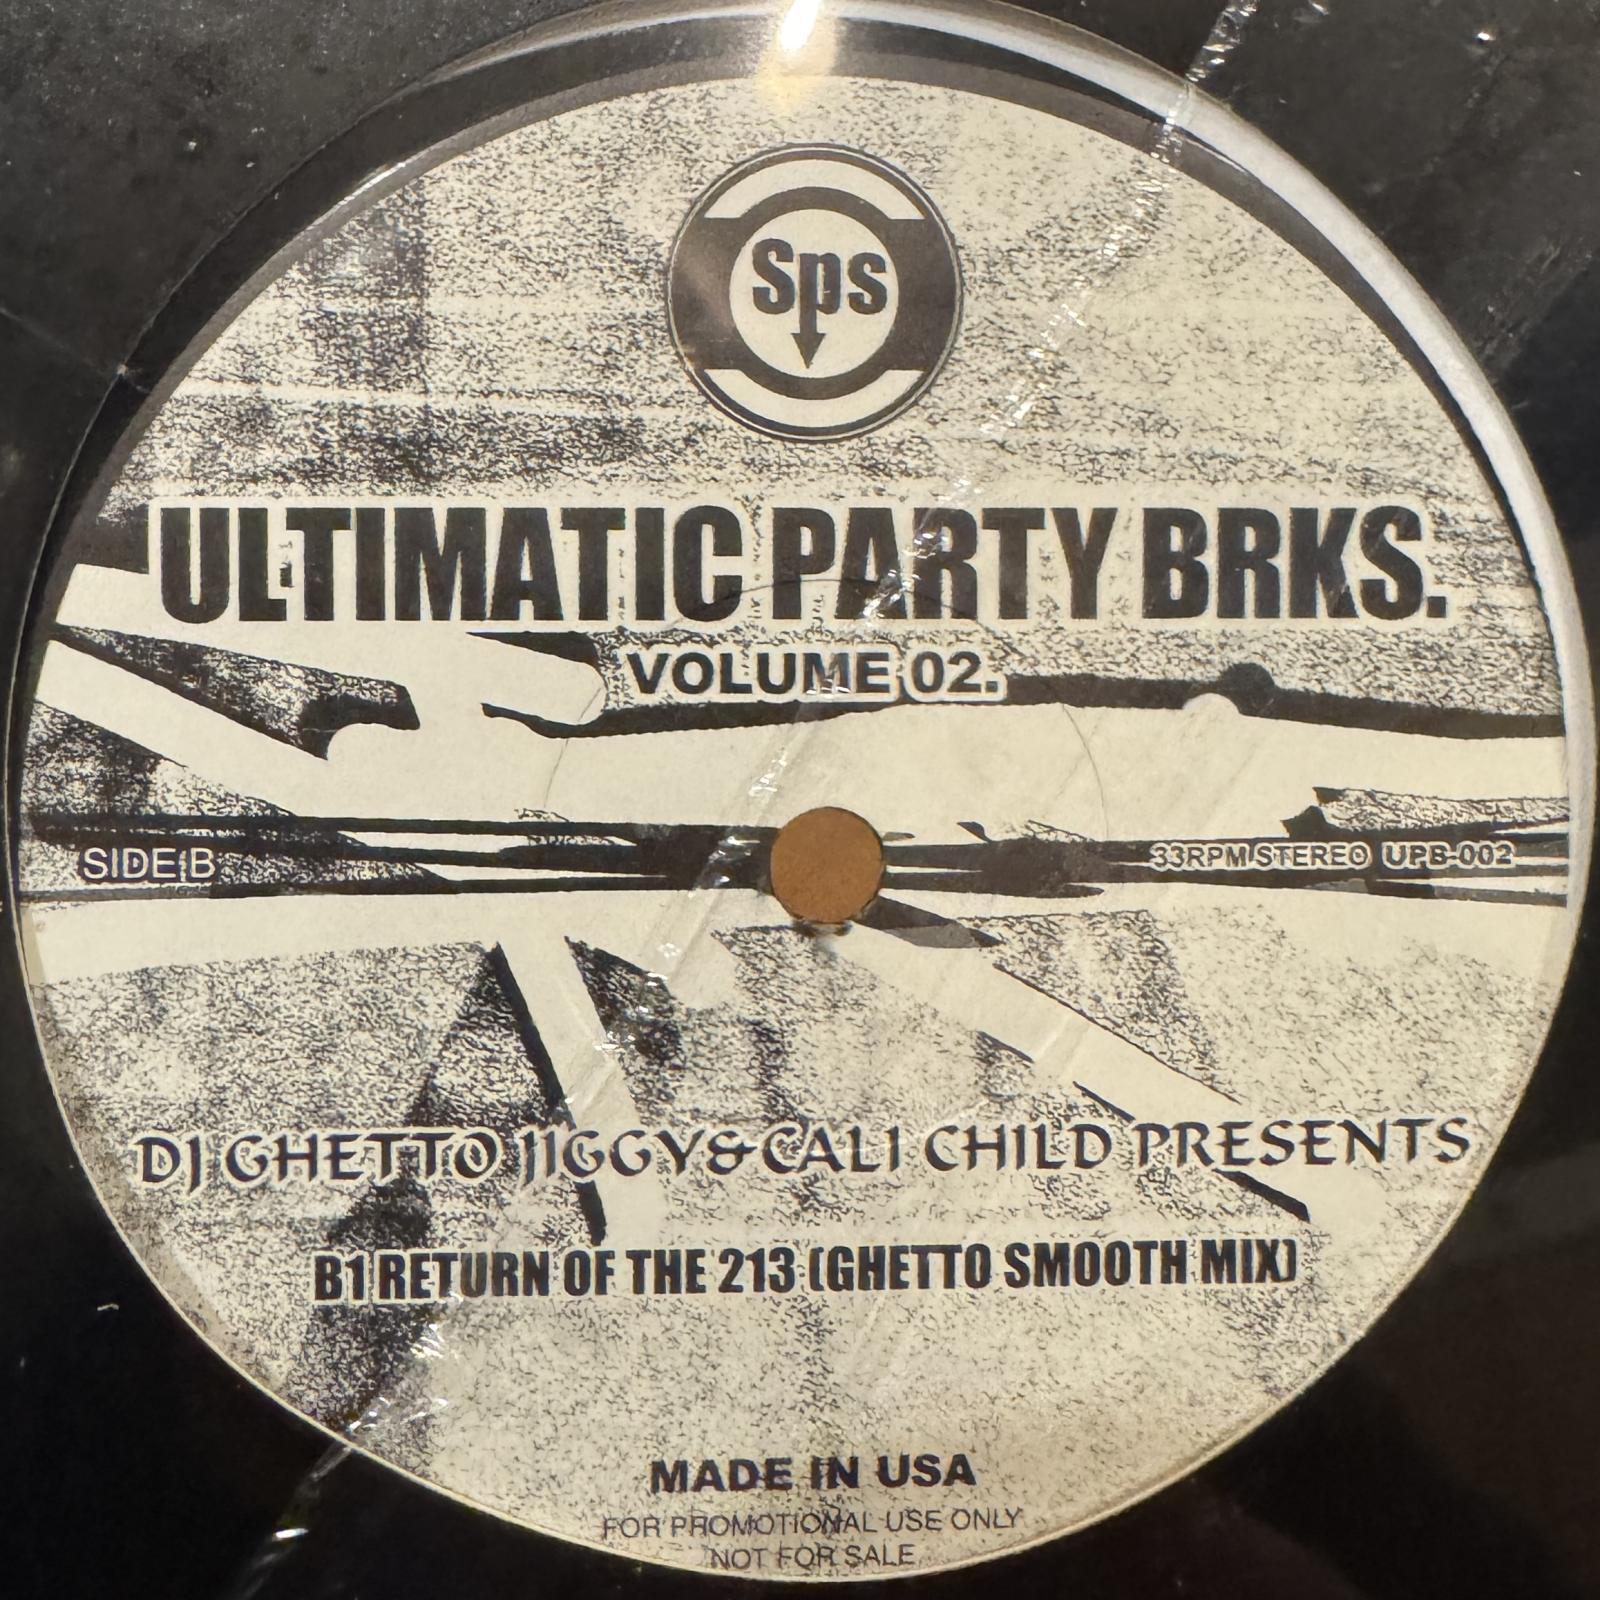 Sps
ULTIMATIC PARTY BRKS.
VOLUME 02.
SIDE B
33RPM STEREO UPB-002
DJ GHETTO JIGGY&CALI CHILD PRESENTS
B1 RETURN OF THE 213 (GHETTO SMOOTH MIX)
MADE IN USA
FOR PROMOTIONAL USE ONLY
NOT FOR SALE